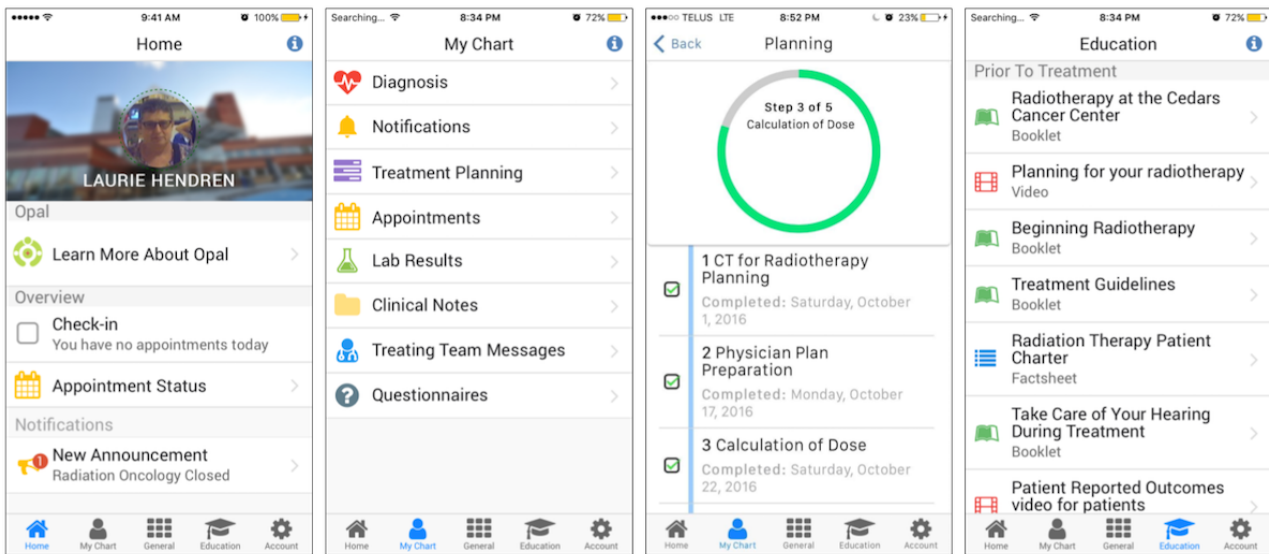 9:41 AM
100%
Home
LAURIE HENDREN
Opal
Learn More About Opal
Overview
Check-in
You have no appointments today
Appointment Status
Notifications
1
New Announcement
Radiation Oncology Closed
Home
My Chart
General
Education
Account
Searching...
8:34 PM
72%
My Chart
Diagnosis
Notifications
Treatment Planning
Appointments
Lab Results
Clinical Notes
Treating Team Messages
Questionnaires
Home
My Chart
General
Education
Account
TELUS LTE
8:52 PM
23%
Back
Planning
Step 3 of 5
Calculation of Dose
1 CT for Radiotherapy
Planning
Completed: Saturday, October
1, 2016
2 Physician Plan
Preparation
Completed: Monday, October
17, 2016
3 Calculation of Dose
Completed: Saturday, October
22, 2016
Home
My Chart
General
Education
Account
Searching...
8:34 PM
72%
Education
Prior To Treatment
Radiotherapy at the Cedars
Cancer Center
Booklet
Planning for your radiotherapy
Video
Beginning Radiotherapy
Booklet
Treatment Guidelines
Booklet
Radiation Therapy Patient
Charter
Factsheet
Take Care of Your Hearing
During Treatment
Booklet
Patient Reported Outcomes
video for patients
Home
My Chart
General
Education
Account